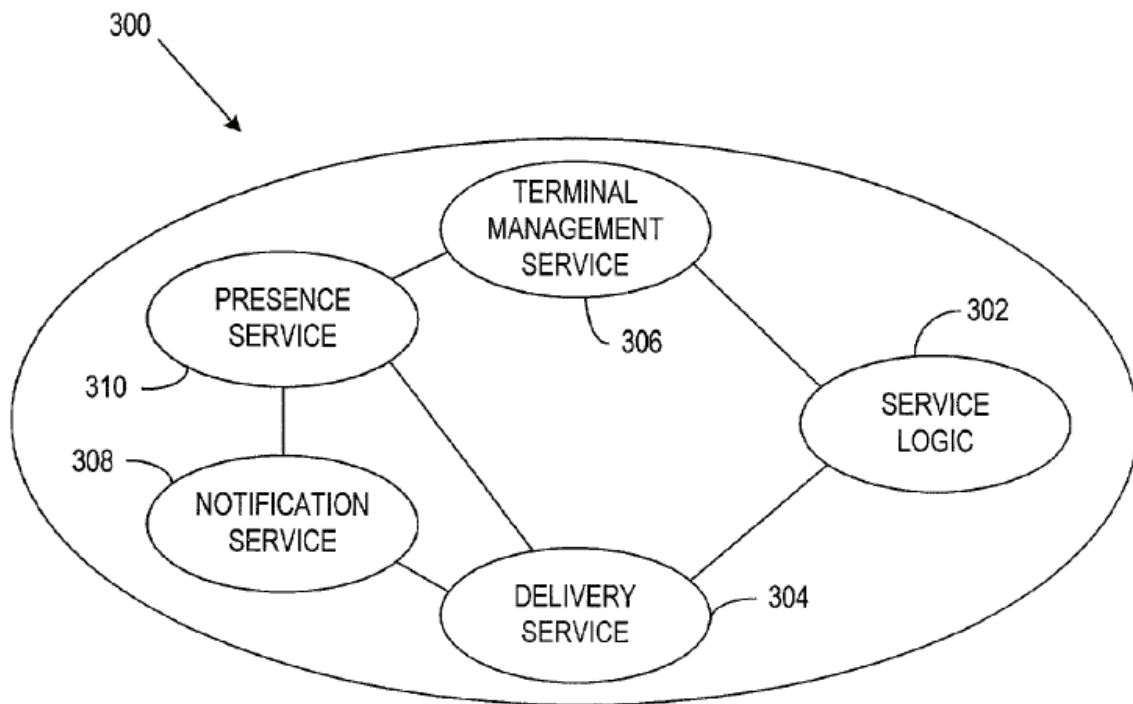 300
TERMINAL
MANAGEMENT
SERVICE
306
PRESENCE
SERVICE
310
302
SERVICE
LOGIC
308
NOTIFICATION
SERVICE
DELIVERY
SERVICE
304